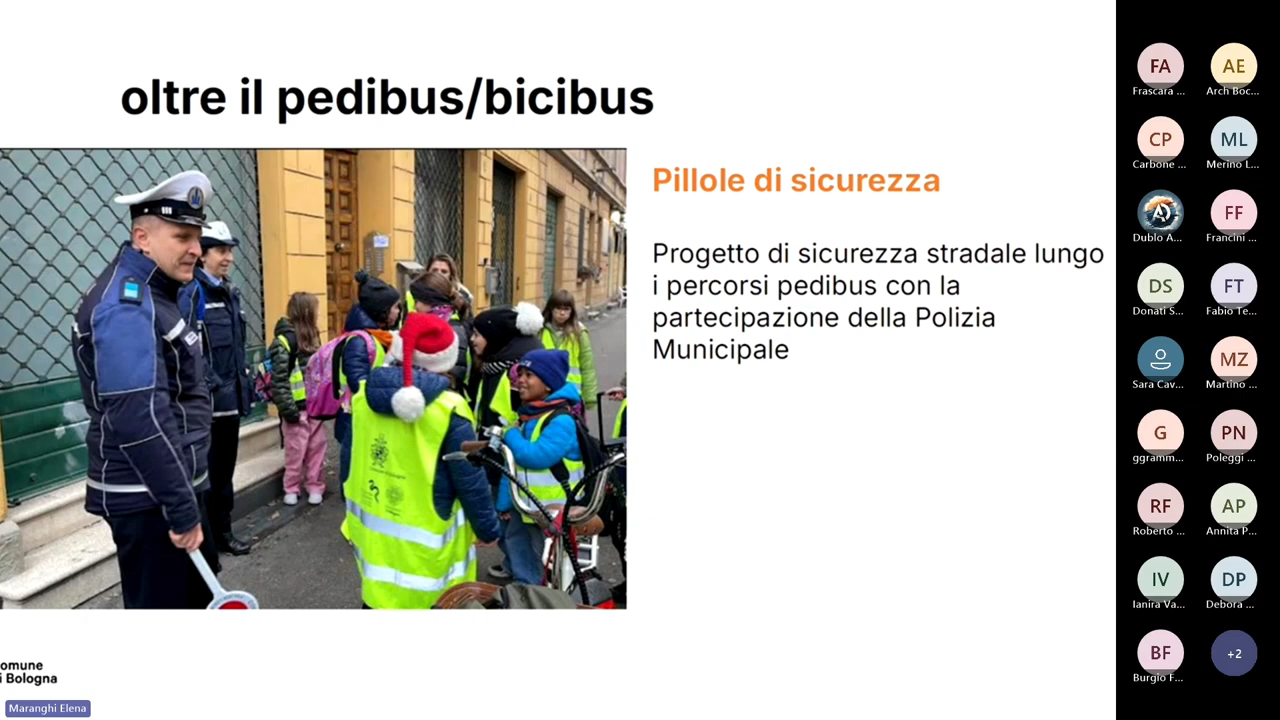 oltre il pedibus/bicibus
Pillole di sicurezza
Progetto di sicurezza stradale lungo
i percorsi pedibus con la
partecipazione della Polizia
Municipale
omune
i Bologna
Maranghi Elena
FA
Frascara ...
AE
Arch Boc...
CP
Carbone ...
ML
Merino L...
Dublo A...
FF
Francini ...
DS
Donati S...
FT
Fabio Te...
Sara Cav...
MZ
Martino ...
G
ggramm...
PN
Poleggi ...
RF
Roberto ...
AP
Annita P...
IV
Ianira Va...
DP
Debora ...
BF
Burgio F...
+2